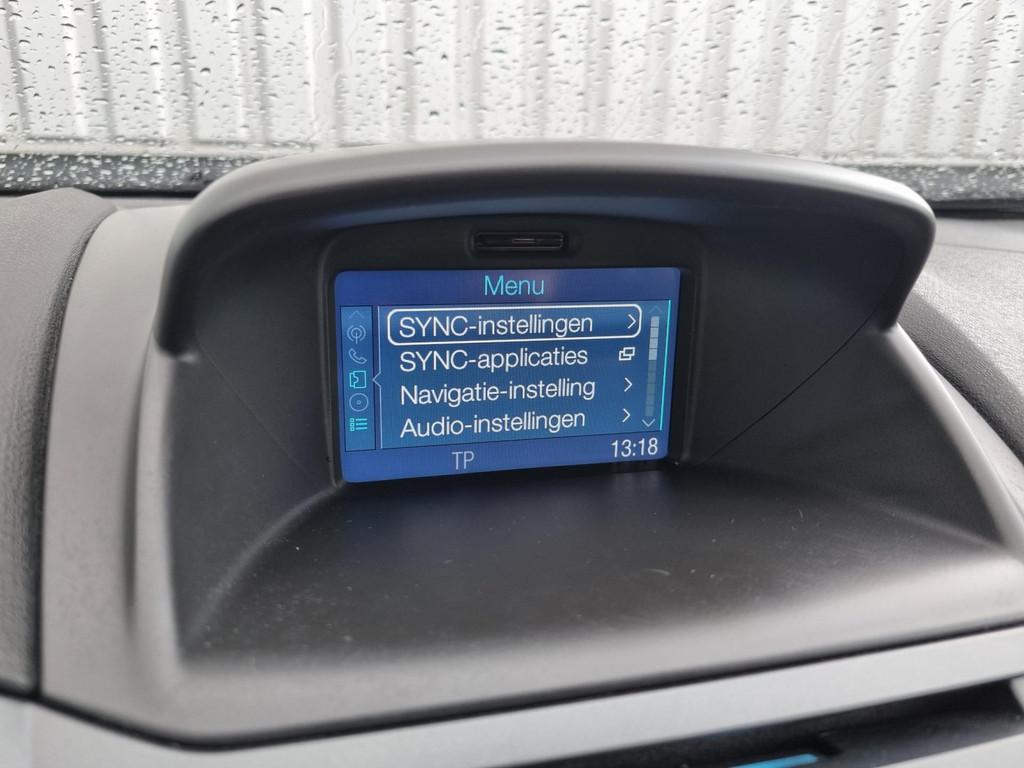 Menu
SYNC-instellingen
SYNC-applicaties
Navigatie-instelling
Audio-instellingen
TP 13:18